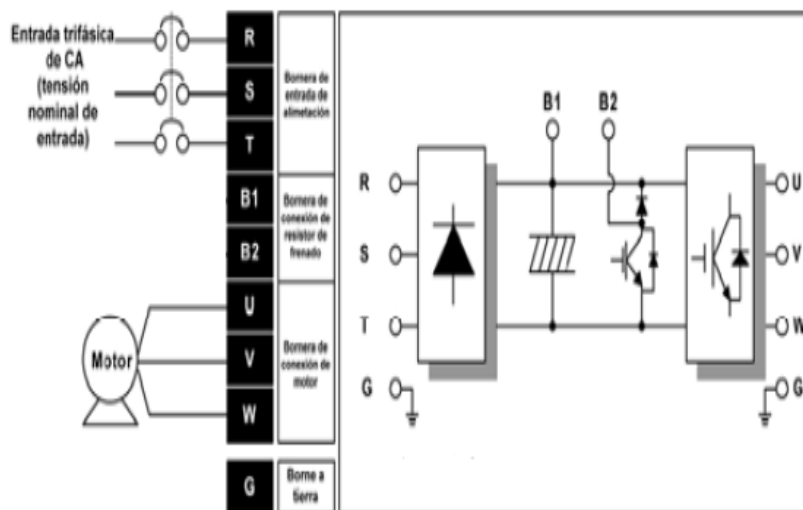 Entrada trifásica
de CA
(tensión
nominal de
entrada)
R
S
T
B1
B2
U
V
W
G
Bornera de
entrada de
alimetación
Bornera de
conexión de
resistor de
frenado
Bornera de
conexión de
motor
Borne a
tierra
Motor
B1 B2
R
S
T
G
U
V
W
G